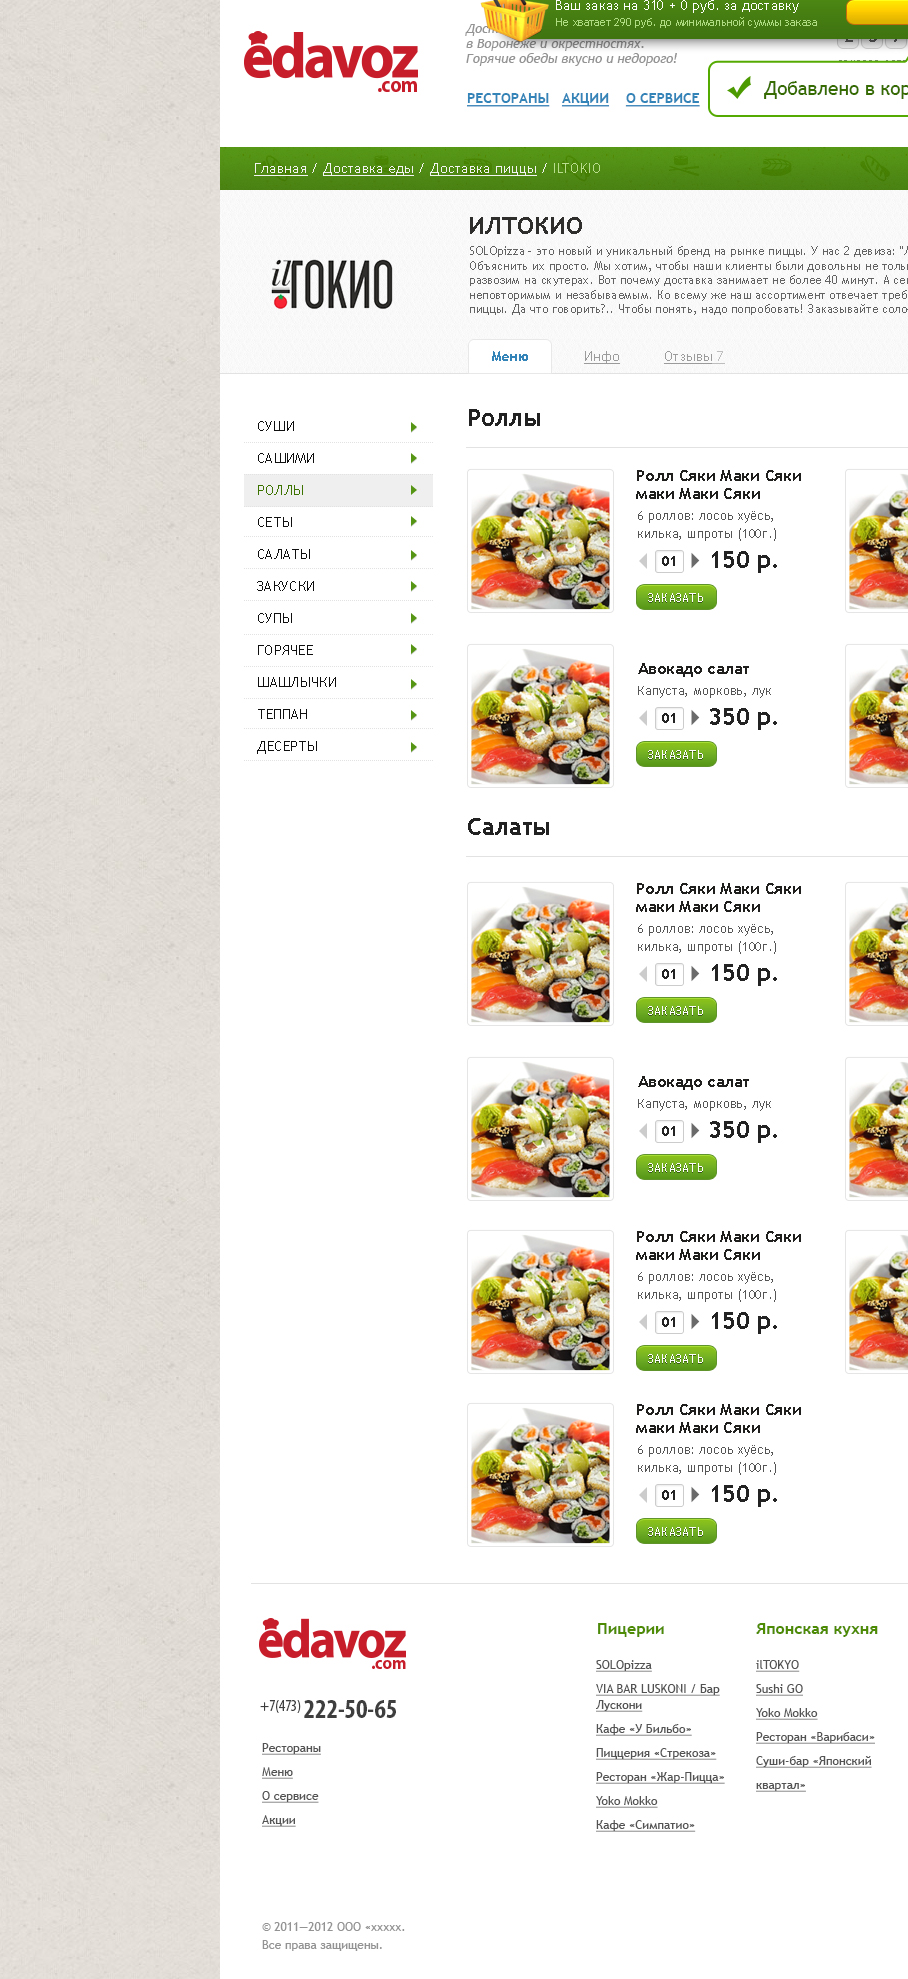 Ваш заказ на 310 + 0 руб. за доставку
Не хватает 290 руб. до минимальной суммы заказа
в Воронеже и окрестностях.
Горячие обеды вкусно и недорого!
edavoz
.com
Добавлено в кор
РЕСТОРАНЫ АКЦИИ О СЕРВИСЕ
Главная / Доставка еды / Доставка пиццы / ILTOKIO
ИЛТОКИО
SOLOpizza - это новый и уникальный бренд на рынке пиццы. У нас 2 девиза: "
Объяснить их просто. Мы хотим, чтобы наши клиенты были довольны не толь
развозим на скутерах. Вот почему доставка занимает не более 40 минут. А се
неповторимым и незабываемым. Ко всему же наш ассортимент отвечает треб
пиццы. Да что говорить?.. Чтобы понять, надо попробовать! Заказывайте соло
ilТОКИО
Меню Инфо Отзывы 7
СУШИ
САШИМИ
РОЛЛЫ
СЕТЫ
САЛАТЫ
ЗАКУСКИ
СУПЫ
ГОРЯЧЕЕ
ШАШЛЫЧКИ
ТЕППАН
ДЕСЕРТЫ
Роллы
Ролл Сяки Маки Сяки
маки Маки Сяки
6 роллов: лосось хуёсь,
килька, шпроты (100г.)
01 150 р.
ЗАКАЗАТЬ
Авокадо салат
Капуста, морковь, лук
01 350 р.
ЗАКАЗАТЬ
Салаты
Ролл Сяки Маки Сяки
маки Маки Сяки
6 роллов: лосось хуёсь,
килька, шпроты (100г.)
01 150 р.
ЗАКАЗАТЬ
Авокадо салат
Капуста, морковь, лук
01 350 р.
ЗАКАЗАТЬ
Ролл Сяки Маки Сяки
маки Маки Сяки
6 роллов: лосось хуёсь,
килька, шпроты (100г.)
01 150 р.
ЗАКАЗАТЬ
Ролл Сяки Маки Сяки
маки Маки Сяки
6 роллов: лосось хуёсь,
килька, шпроты (100г.)
01 150 р.
ЗАКАЗАТЬ
edavoz
.com
+7(473) 222-50-65
Рестораны
Меню
О сервисе
Акции
Пицерии
SOLOpizza
VIA BAR LUSKONI / Бар
Лускони
Кафе «У Бильбо»
Пиццерия «Стрекоза»
Ресторан «Жар-Пицца»
Yoko Mokko
Кафе «Симпатио»
Японская кухня
ilTOKYO
Sushi GO
Yoko Mokko
Ресторан «Варибаси»
Суши-бар «Японский
квартал»
© 2011—2012 ООО «xxxxx.
Все права защищены.